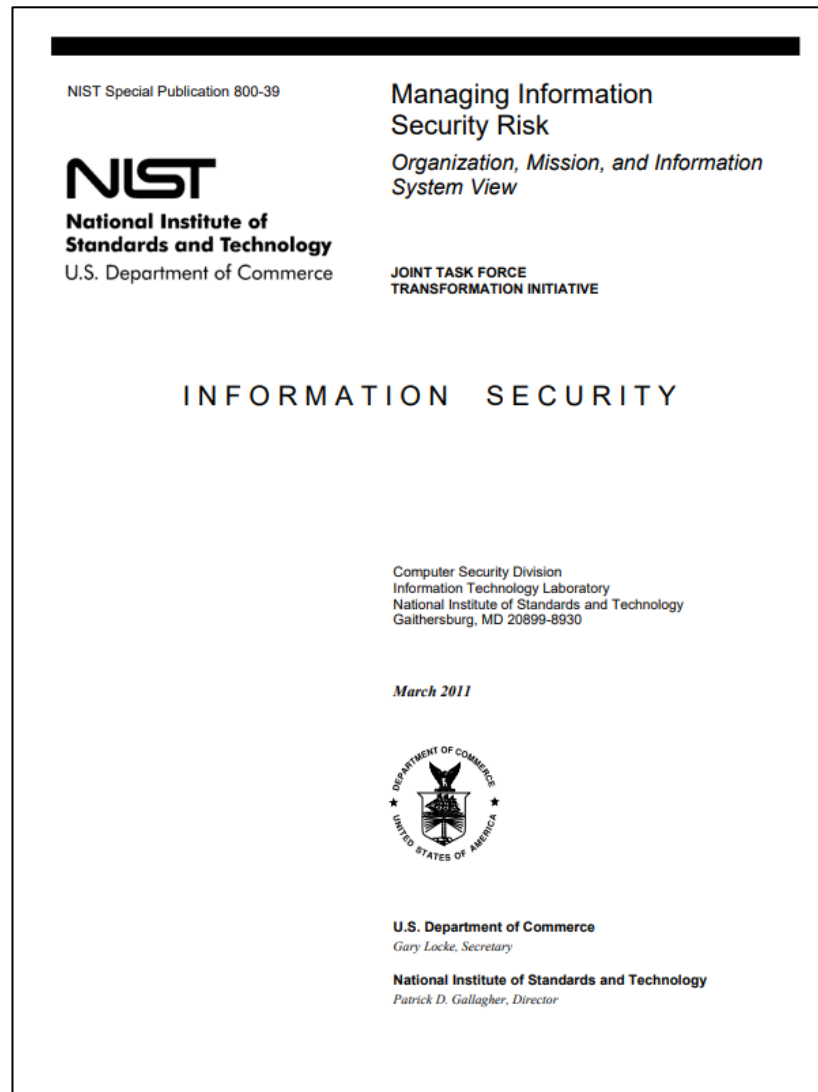 NIST Special Publication 800-39
Managing Information
Security Risk
Organization, Mission, and Information
System View
NIST
National Institute of
Standards and Technology
U.S. Department of Commerce
JOINT TASK FORCE
TRANSFORMATION INITIATIVE
INFORMATION SECURITY
Computer Security Division
Information Technology Laboratory
National Institute of Standards and Technology
Gaithersburg, MD 20899-8930
March 2011
DEPARTMENT OF COMMERCE
UNITED STATES OF AMERICA
U.S. Department of Commerce
Gary Locke, Secretary
National Institute of Standards and Technology
Patrick D. Gallagher, Director